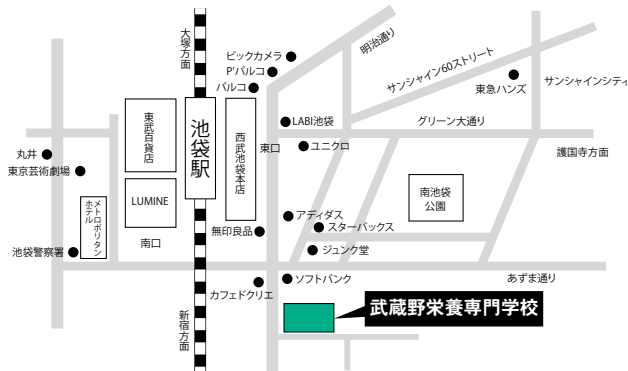 大塚方面
明治通り
ビックカメラ
P'パルコ
パルコ
サンシャイン60ストリート
東急ハンズ
サンシャインシティ
LABI池袋
グリーン大通り
東武百貨店
池袋駅
西武池袋本店
東口
ユニクロ
護国寺方面
丸井
東京芸術劇場
LUMINE
メトロポリタン
ホテル
南池袋
公園
アディダス
スターバックス
無印良品
南口
池袋警察署
ジュンク堂
あずま通り
カフェドクリエ
ソフトバンク
新宿方面
武蔵野栄養専門学校